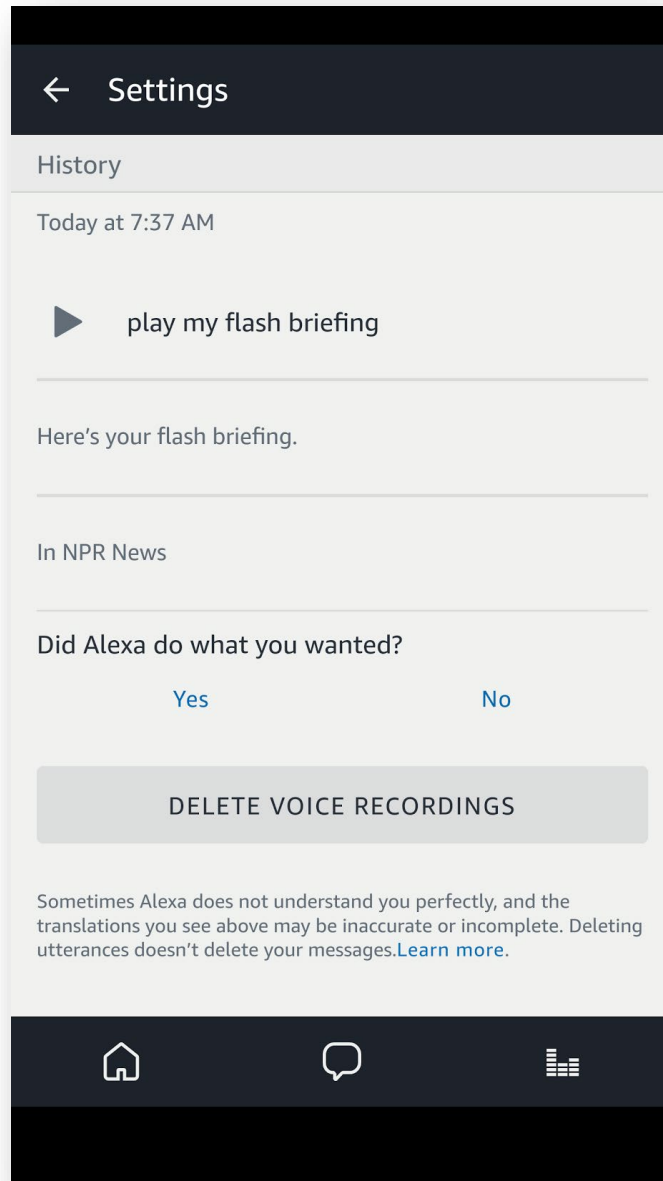 Settings
History
Today at 7:37 AM
play my flash briefing
Here's your flash briefing.
In NPR News
Did Alexa do what you wanted?
Yes No
DELETE VOICE RECORDINGS
Sometimes Alexa does not understand you perfectly, and the
translations you see above may be inaccurate or incomplete. Deleting
utterances doesn't delete your messages.Learn more.